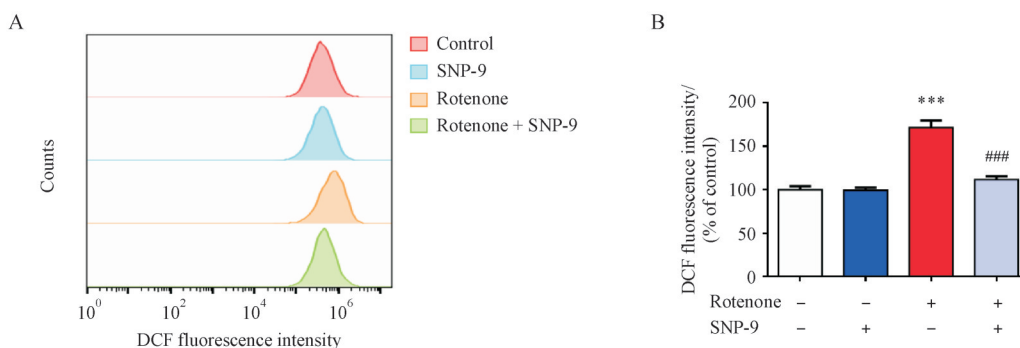 A
Control
SNP-9
Rotenone
Rotenone + SNP-9
Counts
10^0 10^2 10^4 10^6
DCF fluorescence intensity
B
DCF fluorescence intensity/
(% of control)
200
150
100
50
0
***
###
Rotenone – – + +
SNP-9 – + – +